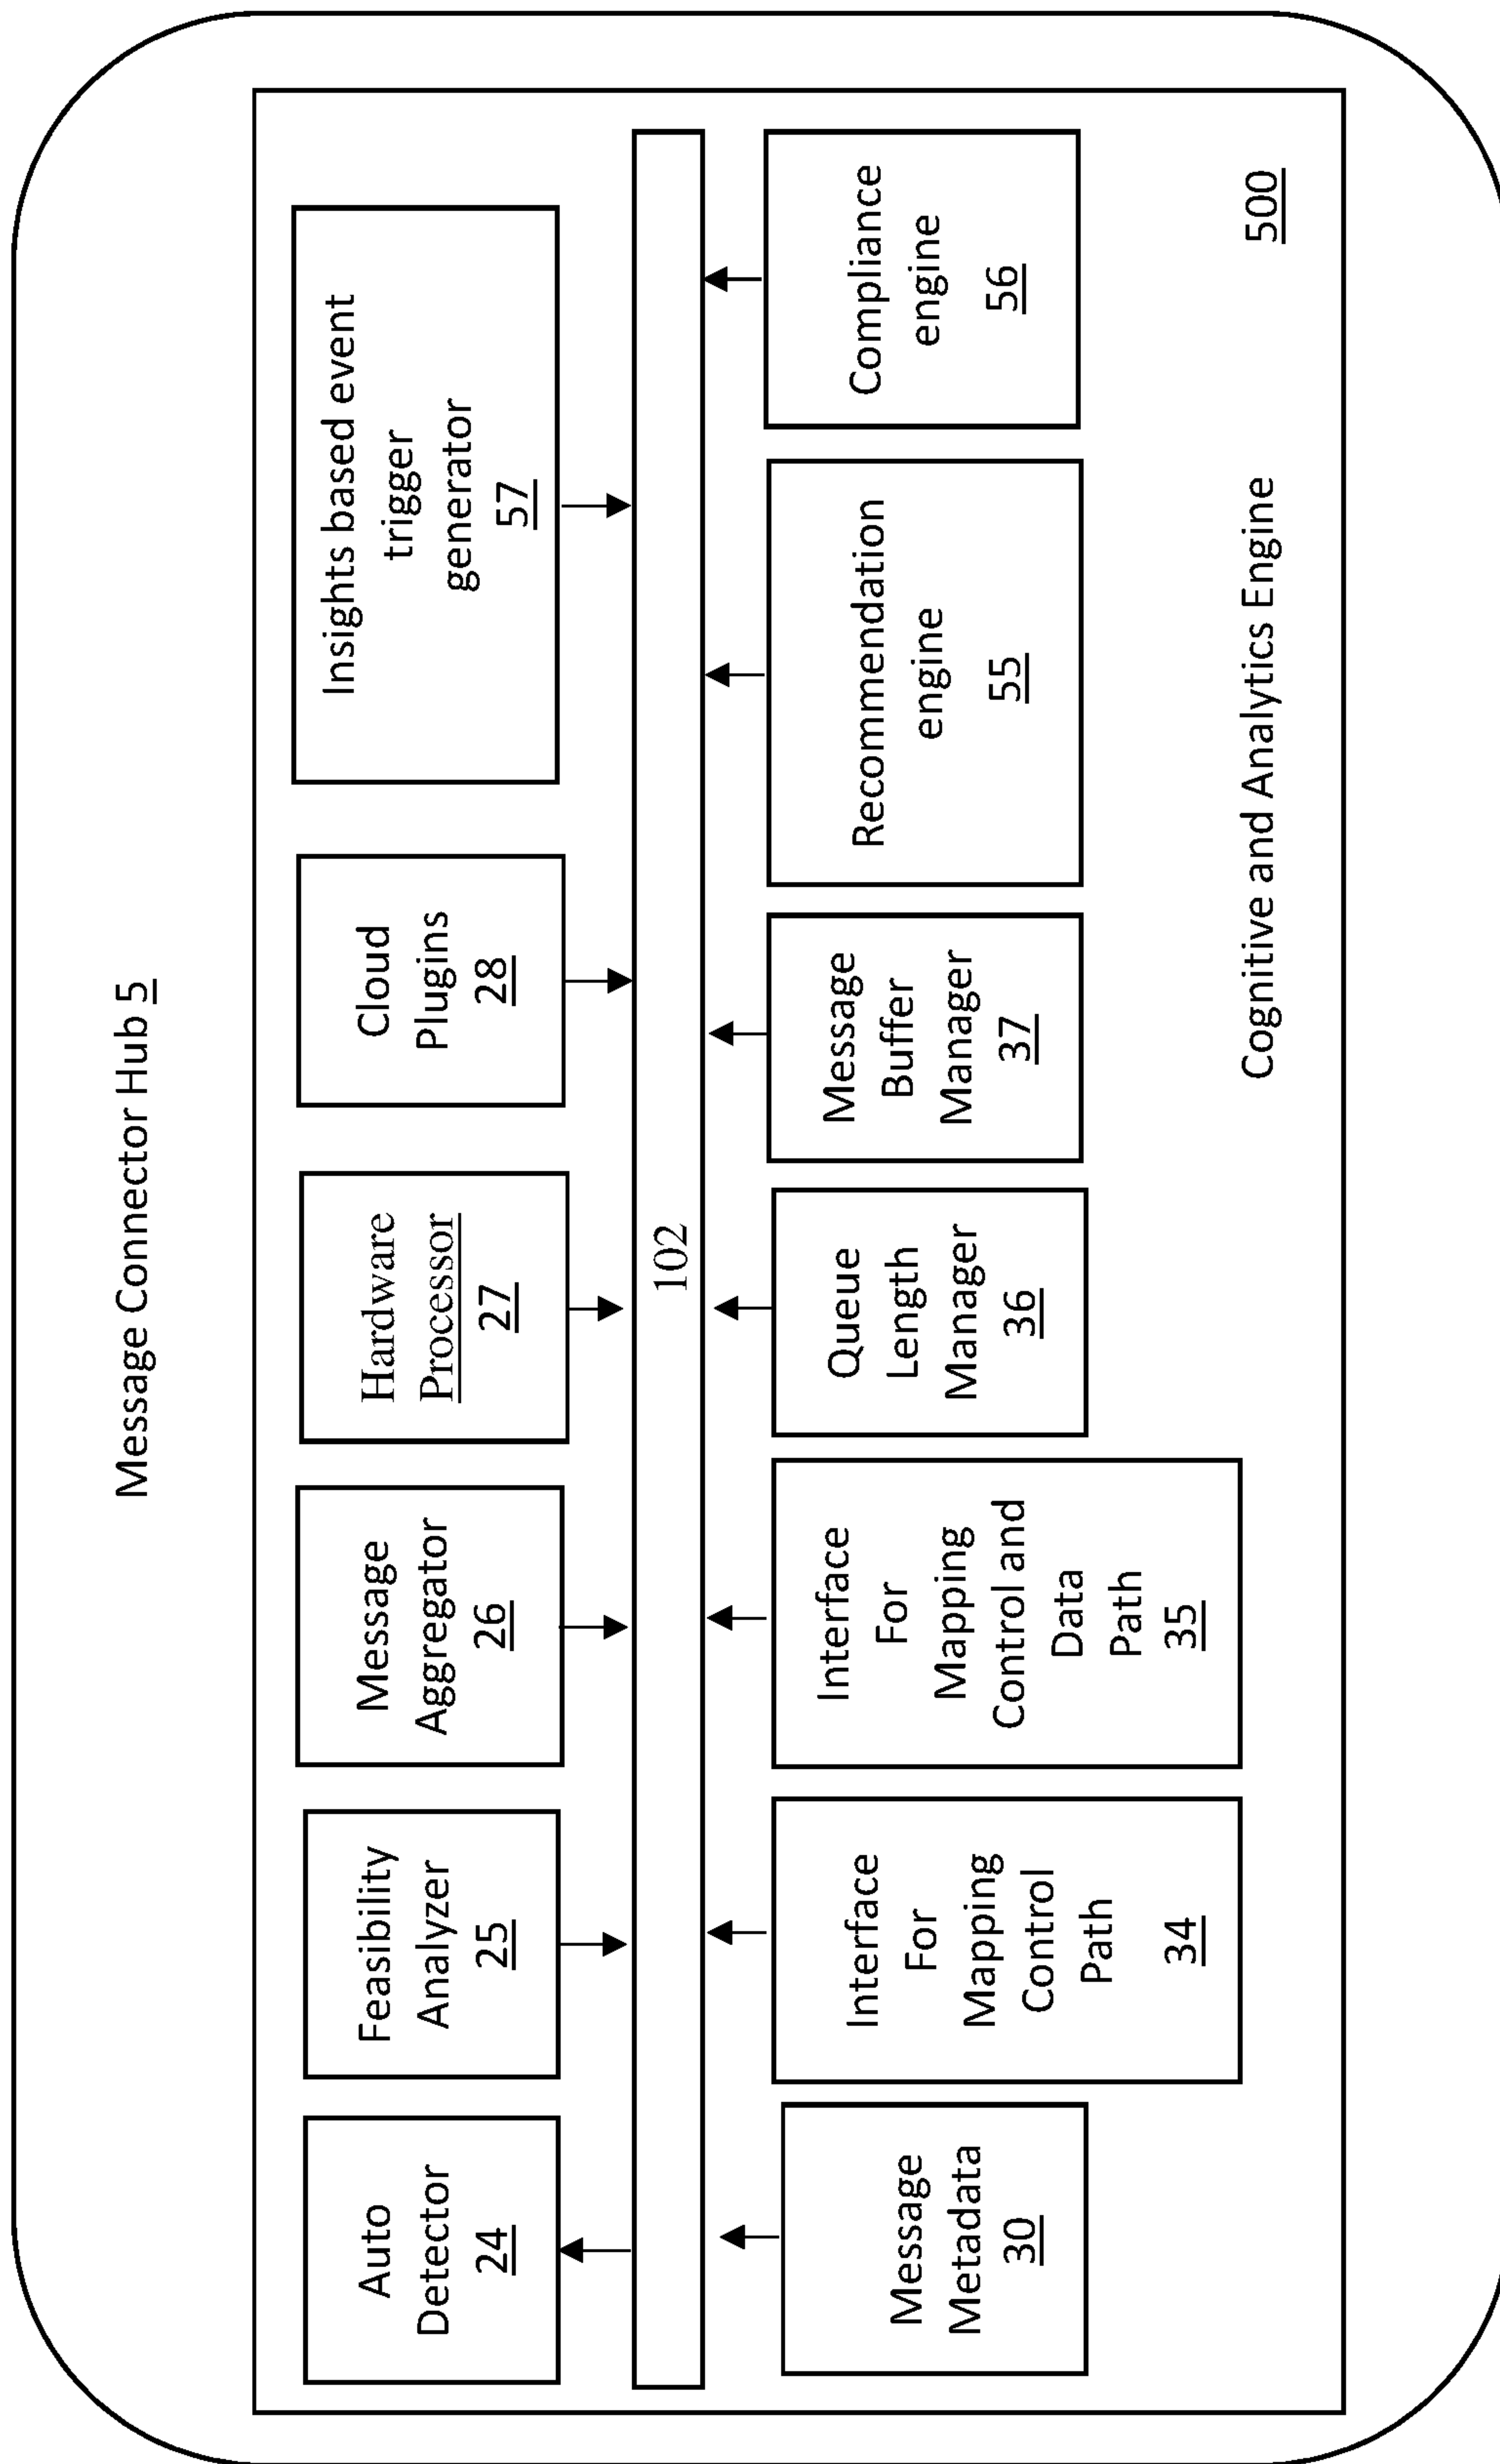 Message Connector Hub 5
Auto
Detector
24
Feasibility
Analyzer
25
Message
Aggregator
26
Hardware
Processor
27
Cloud
Plugins
28
Insights based event
trigger
generator
57
102
Message
Metadata
30
Interface
For
Mapping
Control
Path
34
Interface
For
Mapping
Control and
Data
Path
35
Queue
Length
Manager
36
Message
Buffer
Manager
37
Recommendation
engine
55
Compliance
engine
56
Cognitive and Analytics Engine
500